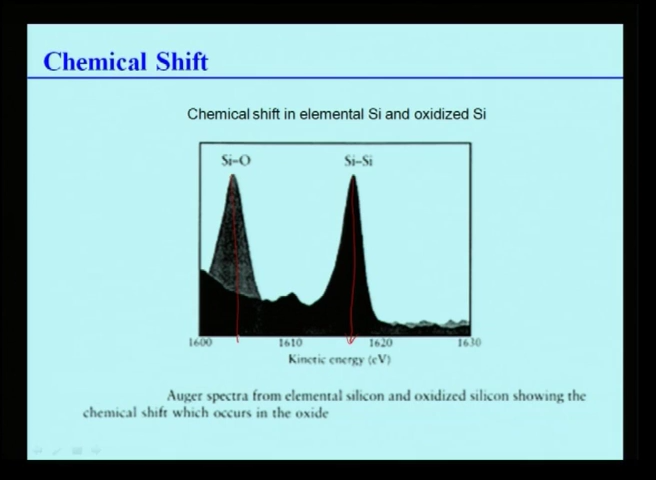 Chemical Shift
Chemical shift in elemental Si and oxidized Si
Si–O Si–Si
1600 1610 1620 1630
Kinetic energy (eV)
Auger spectra from elemental silicon and oxidized silicon showing the
chemical shift which occurs in the oxide